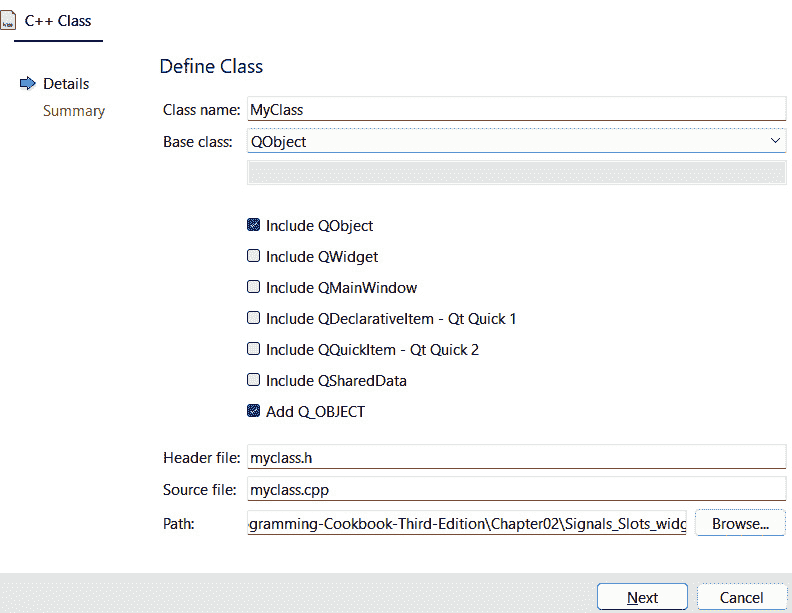 C++ Class
Details
Summary
Define Class
Class name: MyClass
Base class: QObject
Include QObject
Include QWidget
Include QMainWindow
Include QDeclarativeItem - Qt Quick 1
Include QQuickItem - Qt Quick 2
Include QSharedData
Add Q_OBJECT
Header file: myclass.h
Source file: myclass.cpp
Path: ogramming-Cookbook-Third-Edition\Chapter02\Signals_Slots_widg Browse...
Next Cancel